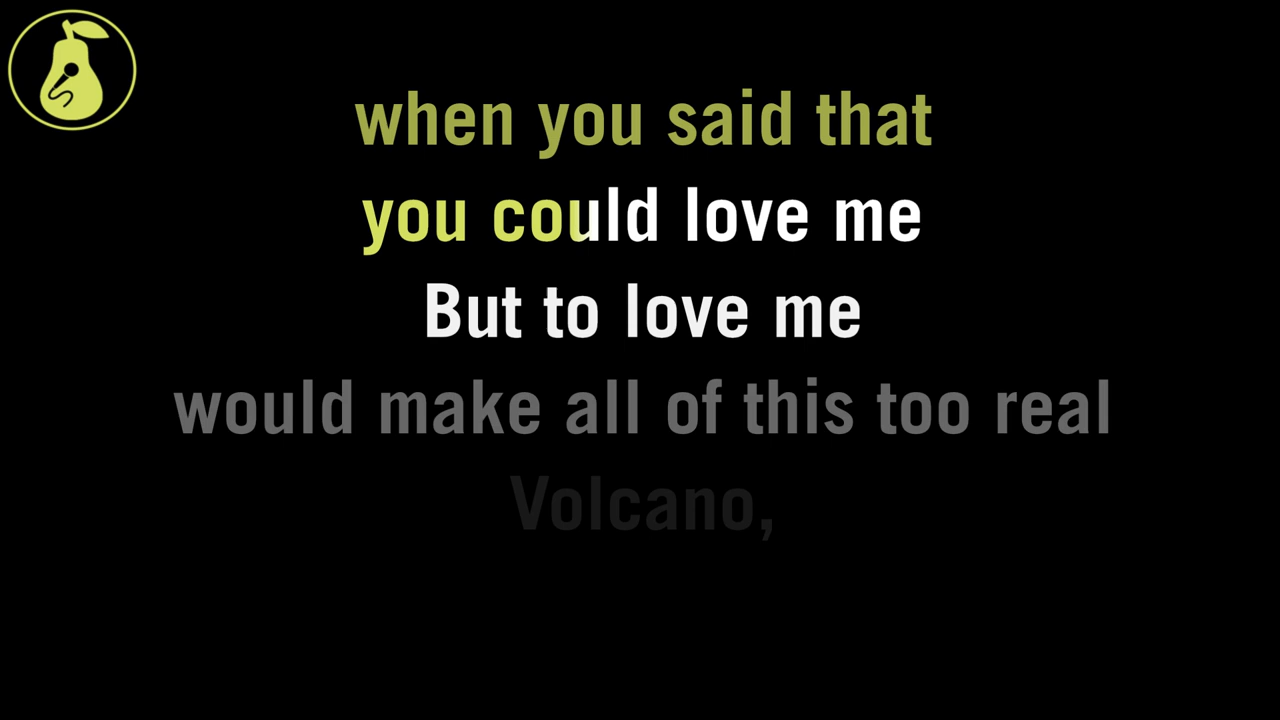 when you said that
you could love me
But to love me
would make all of this too real
Volcano,